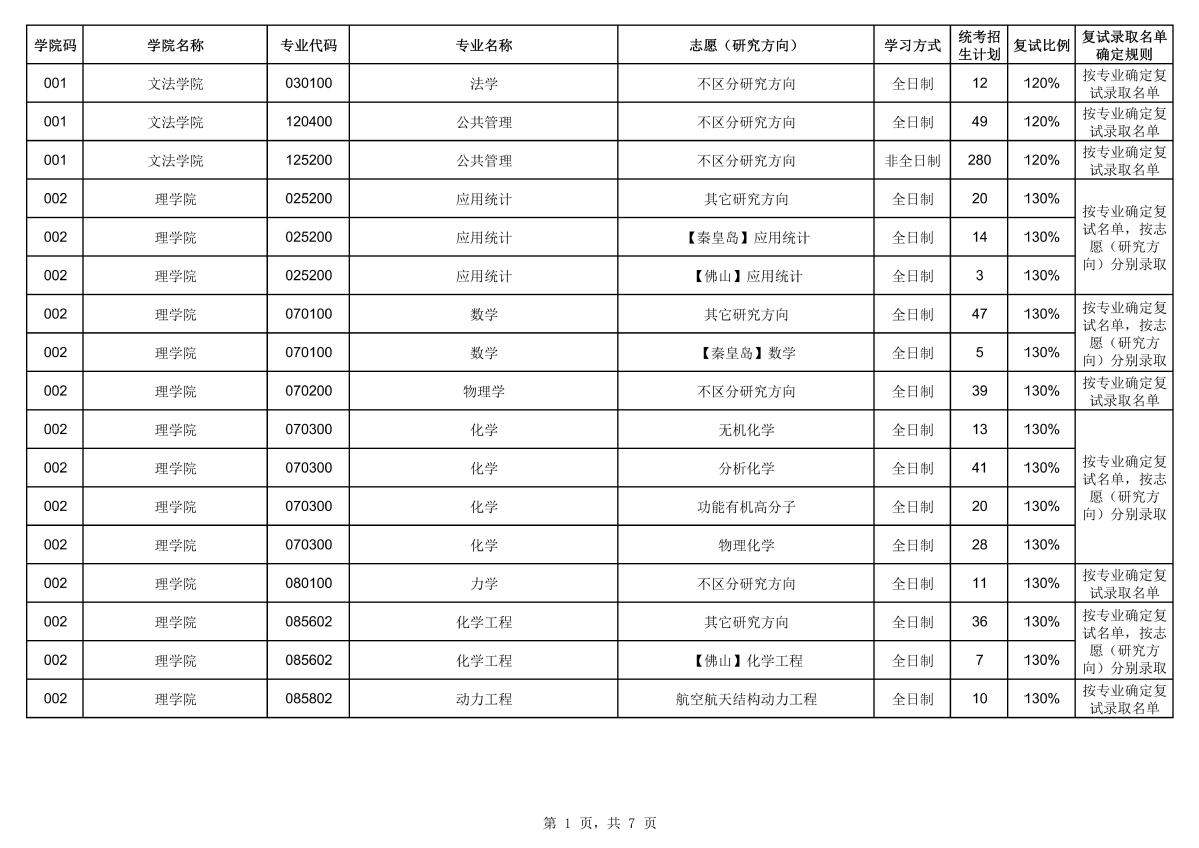 学院码 学院名称 专业代码 专业名称 志愿（研究方向） 学习方式 统考招生计划 复试比例 复试录取名单确定规则
001 文法学院 030100 法学 不区分研究方向 全日制 12 120% 按专业确定复试录取名单
001 文法学院 120400 公共管理 不区分研究方向 全日制 49 120% 按专业确定复试录取名单
001 文法学院 125200 公共管理 不区分研究方向 非全日制 280 120% 按专业确定复试录取名单
002 理学院 025200 应用统计 其它研究方向 全日制 20 130% 按专业确定复试名单，按志愿（研究方向）分别录取
002 理学院 025200 应用统计 【秦皇岛】应用统计 全日制 14 130%
002 理学院 025200 应用统计 【佛山】应用统计 全日制 3 130%
002 理学院 070100 数学 其它研究方向 全日制 47 130% 按专业确定复试名单，按志愿（研究方向）分别录取
002 理学院 070100 数学 【秦皇岛】数学 全日制 5 130%
002 理学院 070200 物理学 不区分研究方向 全日制 39 130% 按专业确定复试录取名单
002 理学院 070300 化学 无机化学 全日制 13 130% 按专业确定复试名单，按志愿（研究方向）分别录取
002 理学院 070300 化学 分析化学 全日制 41 130%
002 理学院 070300 化学 功能有机高分子 全日制 20 130%
002 理学院 070300 化学 物理化学 全日制 28 130%
002 理学院 080100 力学 不区分研究方向 全日制 11 130% 按专业确定复试录取名单
002 理学院 085602 化学工程 其它研究方向 全日制 36 130% 按专业确定复试名单，按志愿（研究方向）分别录取
002 理学院 085602 化学工程 【佛山】化学工程 全日制 7 130%
002 理学院 085802 动力工程 航空航天结构动力工程 全日制 10 130% 按专业确定复试录取名单
第 1 页，共 7 页